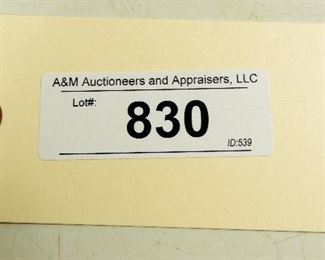 A&M Auctioneers and Appraisers, LLC
Lot#:
830
ID:539